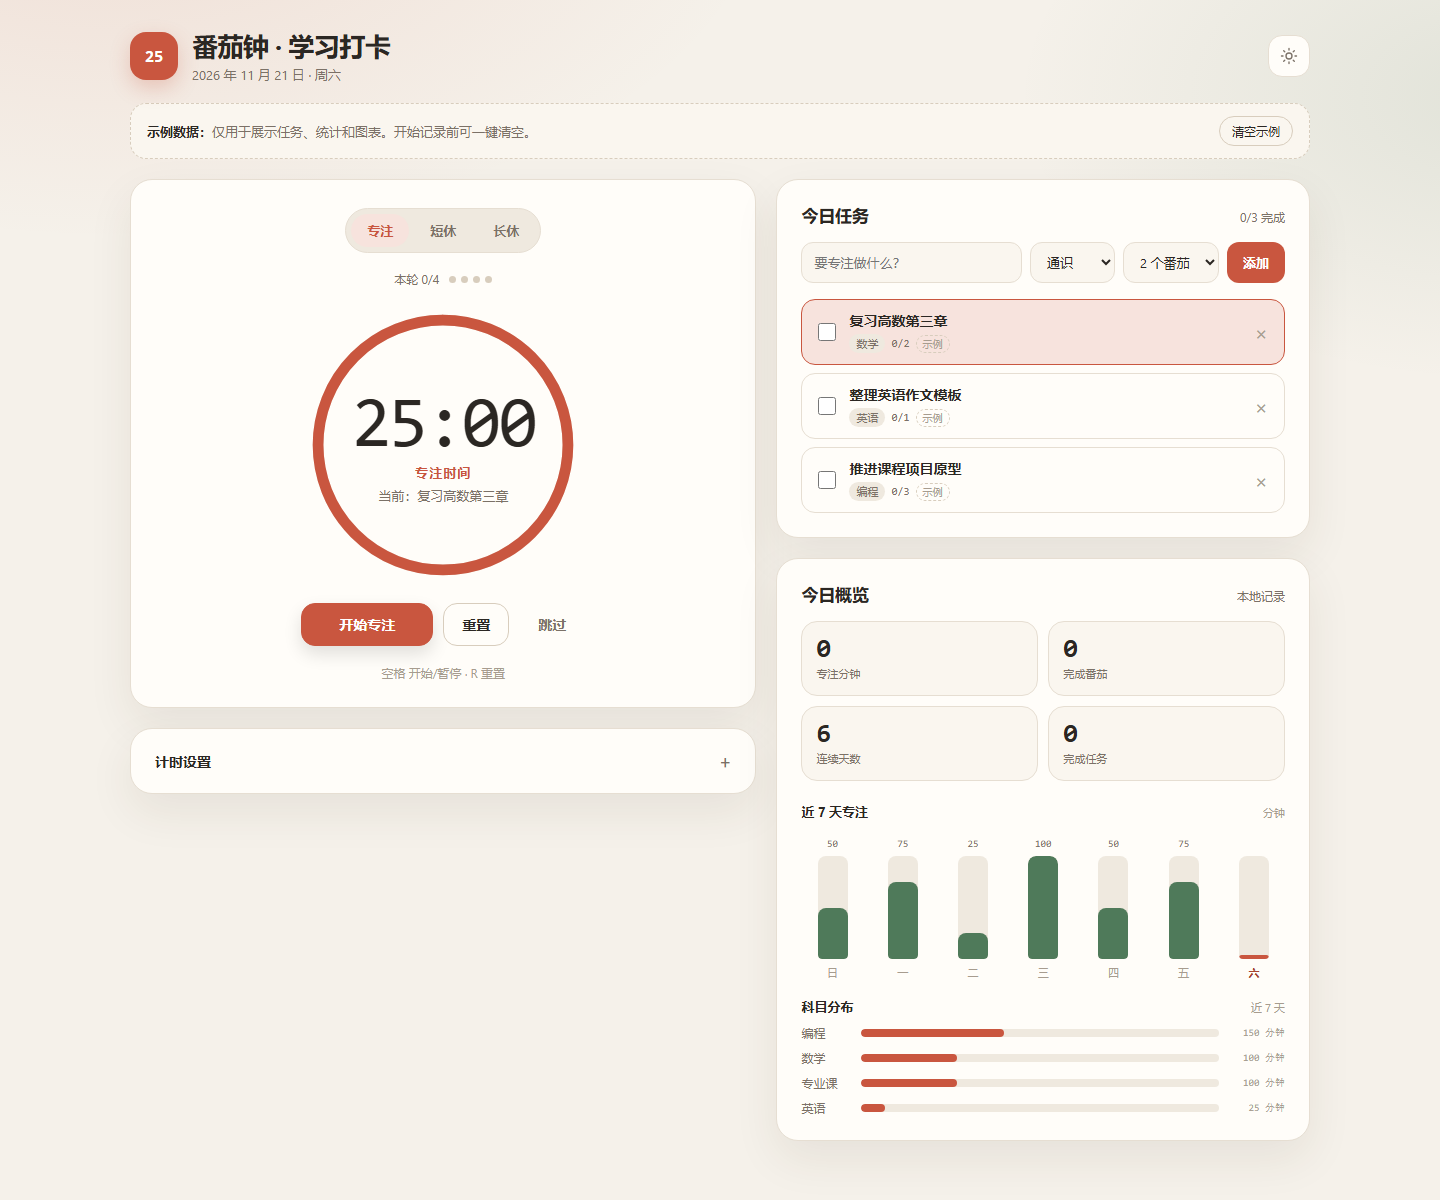 25
番茄钟 · 学习打卡
2026 年 11 月 21 日 · 周六
示例数据：仅用于展示任务、统计和图表。开始记录前可一键清空。
清空示例
专注 短休 长休
本轮 0/4
25:00
专注时间
当前：复习高数第三章
开始专注 重置 跳过
空格 开始/暂停 · R 重置
计时设置 +
今日任务 0/3 完成
要专注做什么？ 通识 2 个番茄 添加
复习高数第三章
数学 0/2 示例 ×
整理英语作文模板
英语 0/1 示例 ×
推进课程项目原型
编程 0/3 示例 ×
今日概览 本地记录
0
专注分钟
0
完成番茄
6
连续天数
0
完成任务
近 7 天专注 分钟
50 75 25 100 50 75
日 一 二 三 四 五 六
科目分布 近 7 天
编程 150 分钟
数学 100 分钟
专业课 100 分钟
英语 25 分钟